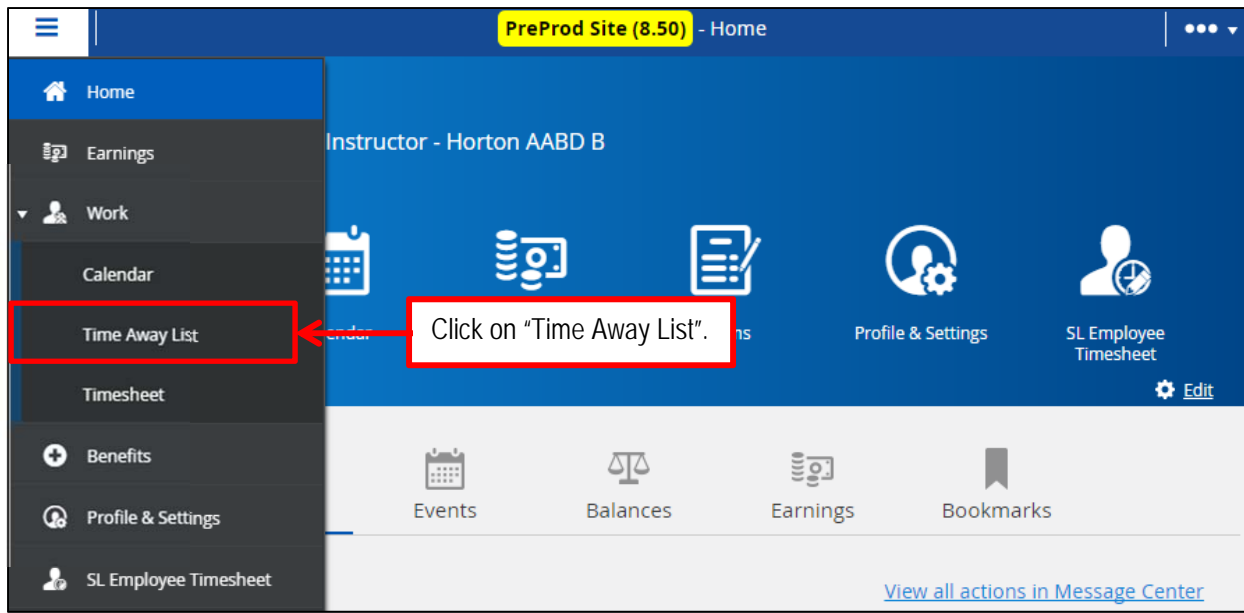 PreProd Site (8.50) - Home
Home
Earnings
Work
Calendar
Time Away List
Timesheet
Benefits
Profile & Settings
SL Employee Timesheet
Instructor - Horton AABD B
Click on "Time Away List".
Profile & Settings
SL Employee
Timesheet
Edit
Events
Balances
Earnings
Bookmarks
View all actions in Message Center